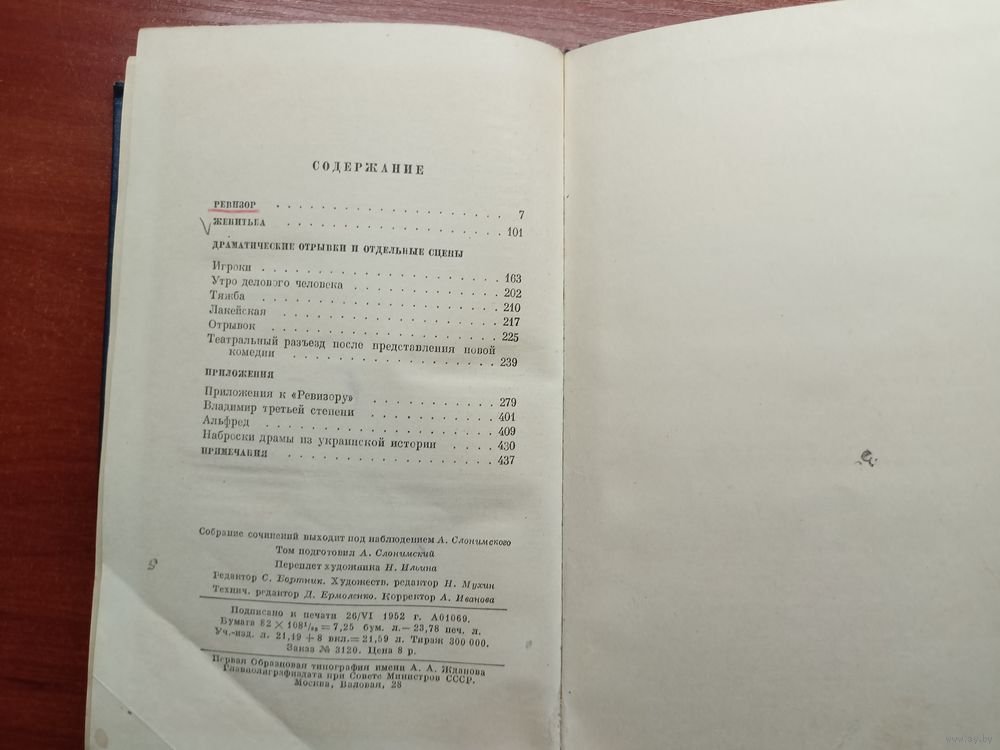 СОДЕРЖАНИЕ
РЕВИЗОР . . . . . . . . . . . . . . . . . 7
ЖЕНИТЬБА . . . . . . . . . . . . . . . . . 101
ДРАМАТИЧЕСКИЕ ОТРЫВКИ И ОТДЕЛЬНЫЕ СЦЕНЫ
Игроки . . . . . . . . . . . . . . . . . 163
Утро делового человека . . . . . . . . . . . 202
Тяжба . . . . . . . . . . . . . . . . . 210
Лакейская . . . . . . . . . . . . . . . . 217
Отрывок . . . . . . . . . . . . . . . . 225
Театральный разъезд после представления новой
комедии . . . . . . . . . . . . . . . 239
ПРИЛОЖЕНИЯ
Приложения к «Ревизору» . . . . . . . . . 279
Владимир третьей степени . . . . . . . . . 401
Альфред . . . . . . . . . . . . . . . . 409
Наброски драмы из украинской истории . . . . 430
ПРИМЕЧАНИЯ . . . . . . . . . . . . . . . 437
Собрание сочинений выходит под наблюдением А. Слонимского
Том подготовил А. Слонимский
Переплет художника Н. Ильина
Редактор С. Бортник. Художеств. редактор Н. Мухин
Технич. редактор Д. Ермоленко. Корректор А. Иванова
Подписано к печати 26/VI 1952 г. А01069.
Бумага 82 × 108¹/₃₂ = 7,25 бум. л. — 23,78 печ. л.
Уч.-изд. л. 21,19 + 8 вкл. = 21,59 л. Тираж 300 000.
Заказ № 3120. Цена 8 р.
Первая Образцовая типография имени А. А. Жданова
Главполиграфиздата при Совете Министров СССР.
Москва, Валовая, 28
www.ay.by